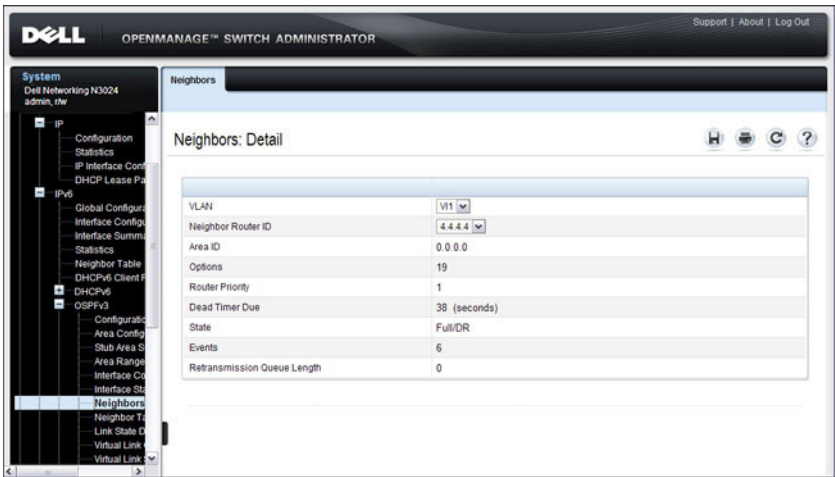 Support | About | Log Out
DELL
OPENMANAGE™ SWITCH ADMINISTRATOR
System
Dell Networking N3024
admin, r/w
IP
Configuration
Statistics
IP Interface Conf
DHCP Lease Pa
IPv6
Global Configura
Interface Configu
Interface Summa
Statistics
Neighbor Table
DHCPv6 Client P
DHCPv6
OSPFv3
Configuratio
Area Config
Stub Area S
Area Range
Interface Co
Interface Sta
Neighbors
Neighbor Ta
Link State D
Virtual Link
Virtual Link
Neighbors
Neighbors: Detail
VLAN Vl1
Neighbor Router ID 4.4.4.4
Area ID 0.0.0.0
Options 19
Router Priority 1
Dead Timer Due 38 (seconds)
State Full/DR
Events 6
Retransmission Queue Length 0